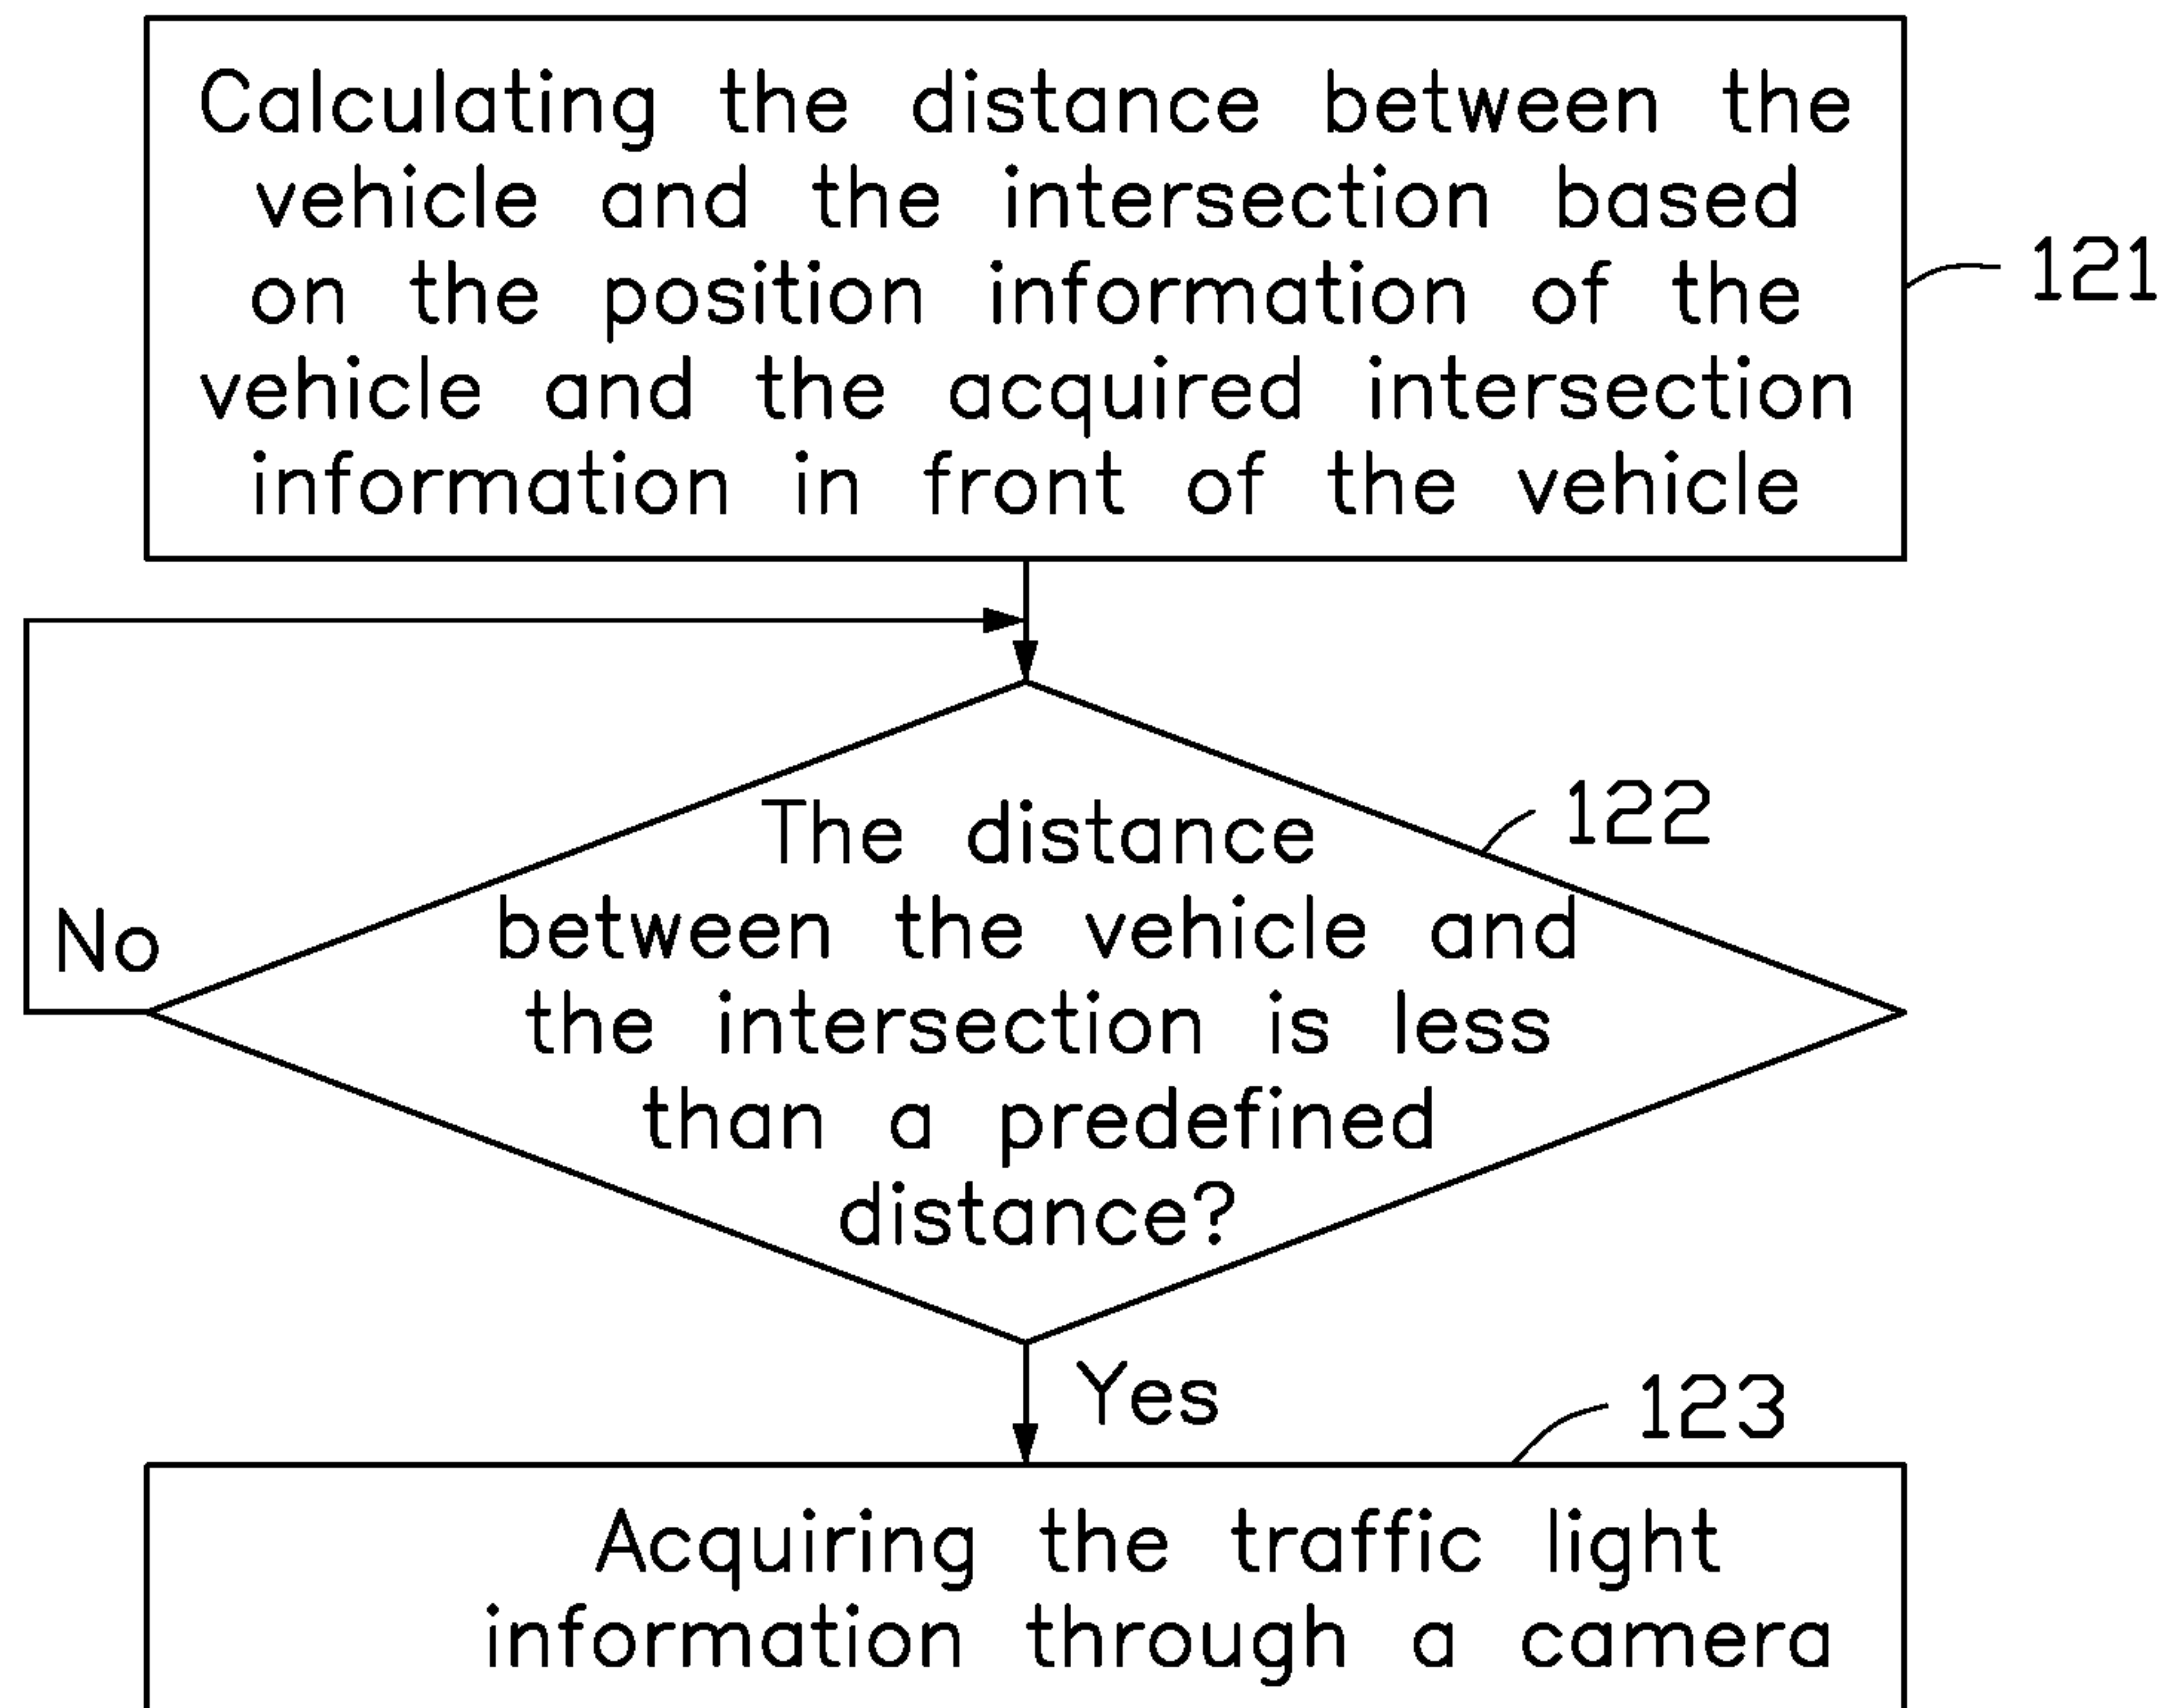 Calculating the distance between the
vehicle and the intersection based
on the position information of the
vehicle and the acquired intersection
information in front of the vehicle
121
The distance
between the vehicle and
the intersection is less
than a predefined
distance?
122
No
Yes
123
Acquiring the traffic light
information through a camera